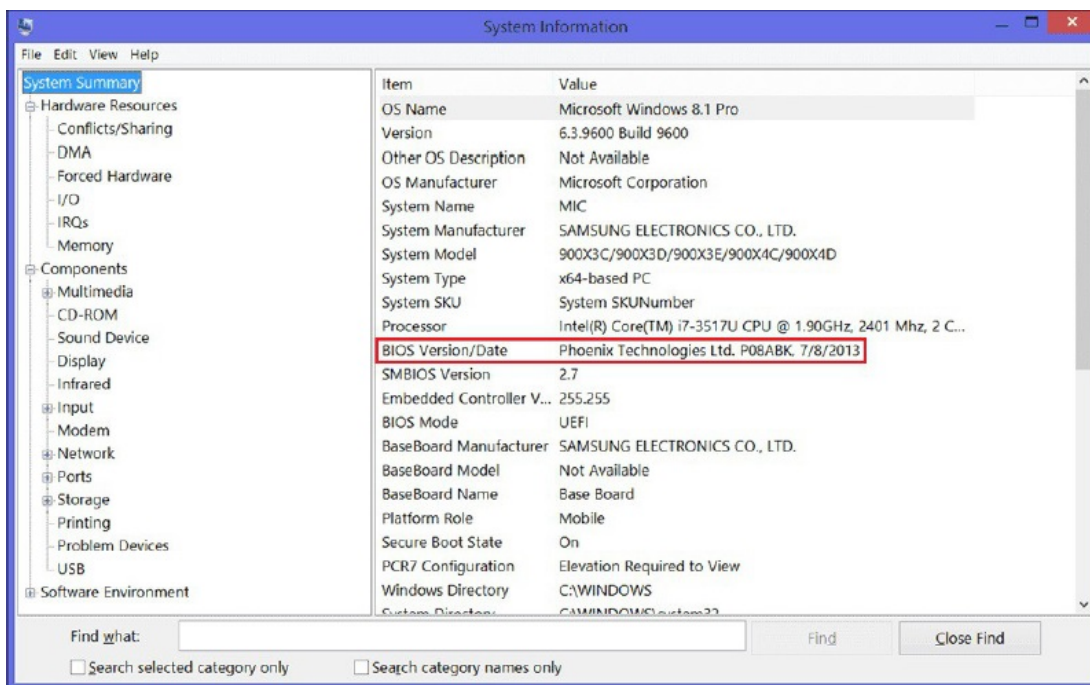 System Information
File Edit View Help
System Summary
Hardware Resources
Conflicts/Sharing
DMA
Forced Hardware
I/O
IRQs
Memory
Components
Multimedia
CD-ROM
Sound Device
Display
Infrared
Input
Modem
Network
Ports
Storage
Printing
Problem Devices
USB
Software Environment
Item Value
OS Name Microsoft Windows 8.1 Pro
Version 6.3.9600 Build 9600
Other OS Description Not Available
OS Manufacturer Microsoft Corporation
System Name MIC
System Manufacturer SAMSUNG ELECTRONICS CO., LTD.
System Model 900X3C/900X3D/900X3E/900X4C/900X4D
System Type x64-based PC
System SKU System SKUNumber
Processor Intel(R) Core(TM) i7-3517U CPU @ 1.90GHz, 2401 Mhz, 2 C...
BIOS Version/Date Phoenix Technologies Ltd. P08ABK, 7/8/2013
SMBIOS Version 2.7
Embedded Controller V... 255.255
BIOS Mode UEFI
BaseBoard Manufacturer SAMSUNG ELECTRONICS CO., LTD.
BaseBoard Model Not Available
BaseBoard Name Base Board
Platform Role Mobile
Secure Boot State On
PCR7 Configuration Elevation Required to View
Windows Directory C:\WINDOWS
System Directory C:\WINDOWS\system32
Find what: Find Close Find
Search selected category only Search category names only